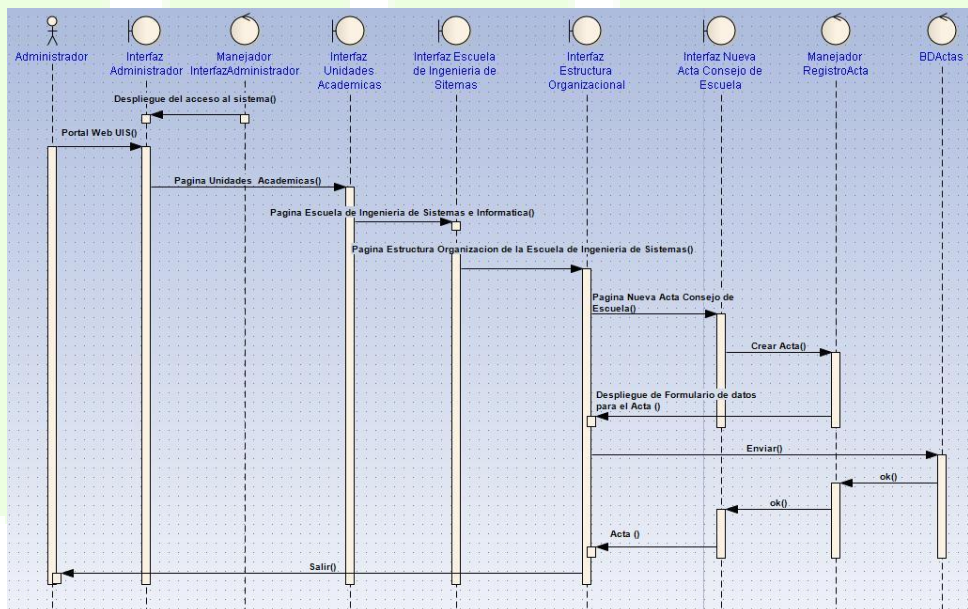 Administrador
Interfaz
Administrador
Manejador
InterfazAdministrador
Interfaz
Unidades
Academicas
Interfaz Escuela
de Ingenieria de
Sitemas
Interfaz
Estructura
Organizacional
Interfaz Nueva
Acta Consejo de
Escuela
Manejador
RegistroActa
BDActas
Despliegue del acceso al sistema()
Portal Web UIS()
Pagina Unidades Academicas()
Pagina Escuela de Ingenieria de Sistemas e Informatica()
Pagina Estructura Organizacion de la Escuela de Ingenieria de Sistemas()
Pagina Nueva Acta Consejo de
Escuela()
Crear Acta()
Despliegue de Formulario de datos
para el Acta ()
Enviar()
ok()
ok()
Acta ()
Salir()